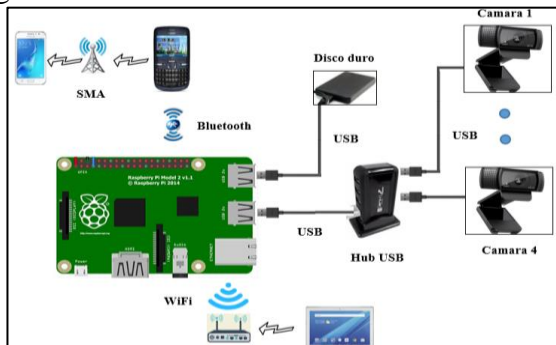 Camara 1
Disco duro
SMA
Bluetooth
USB
USB
Raspberry Pi Model 2 v1.1
© Raspberry Pi 2014
USB
Hub USB
Camara 4
WiFi